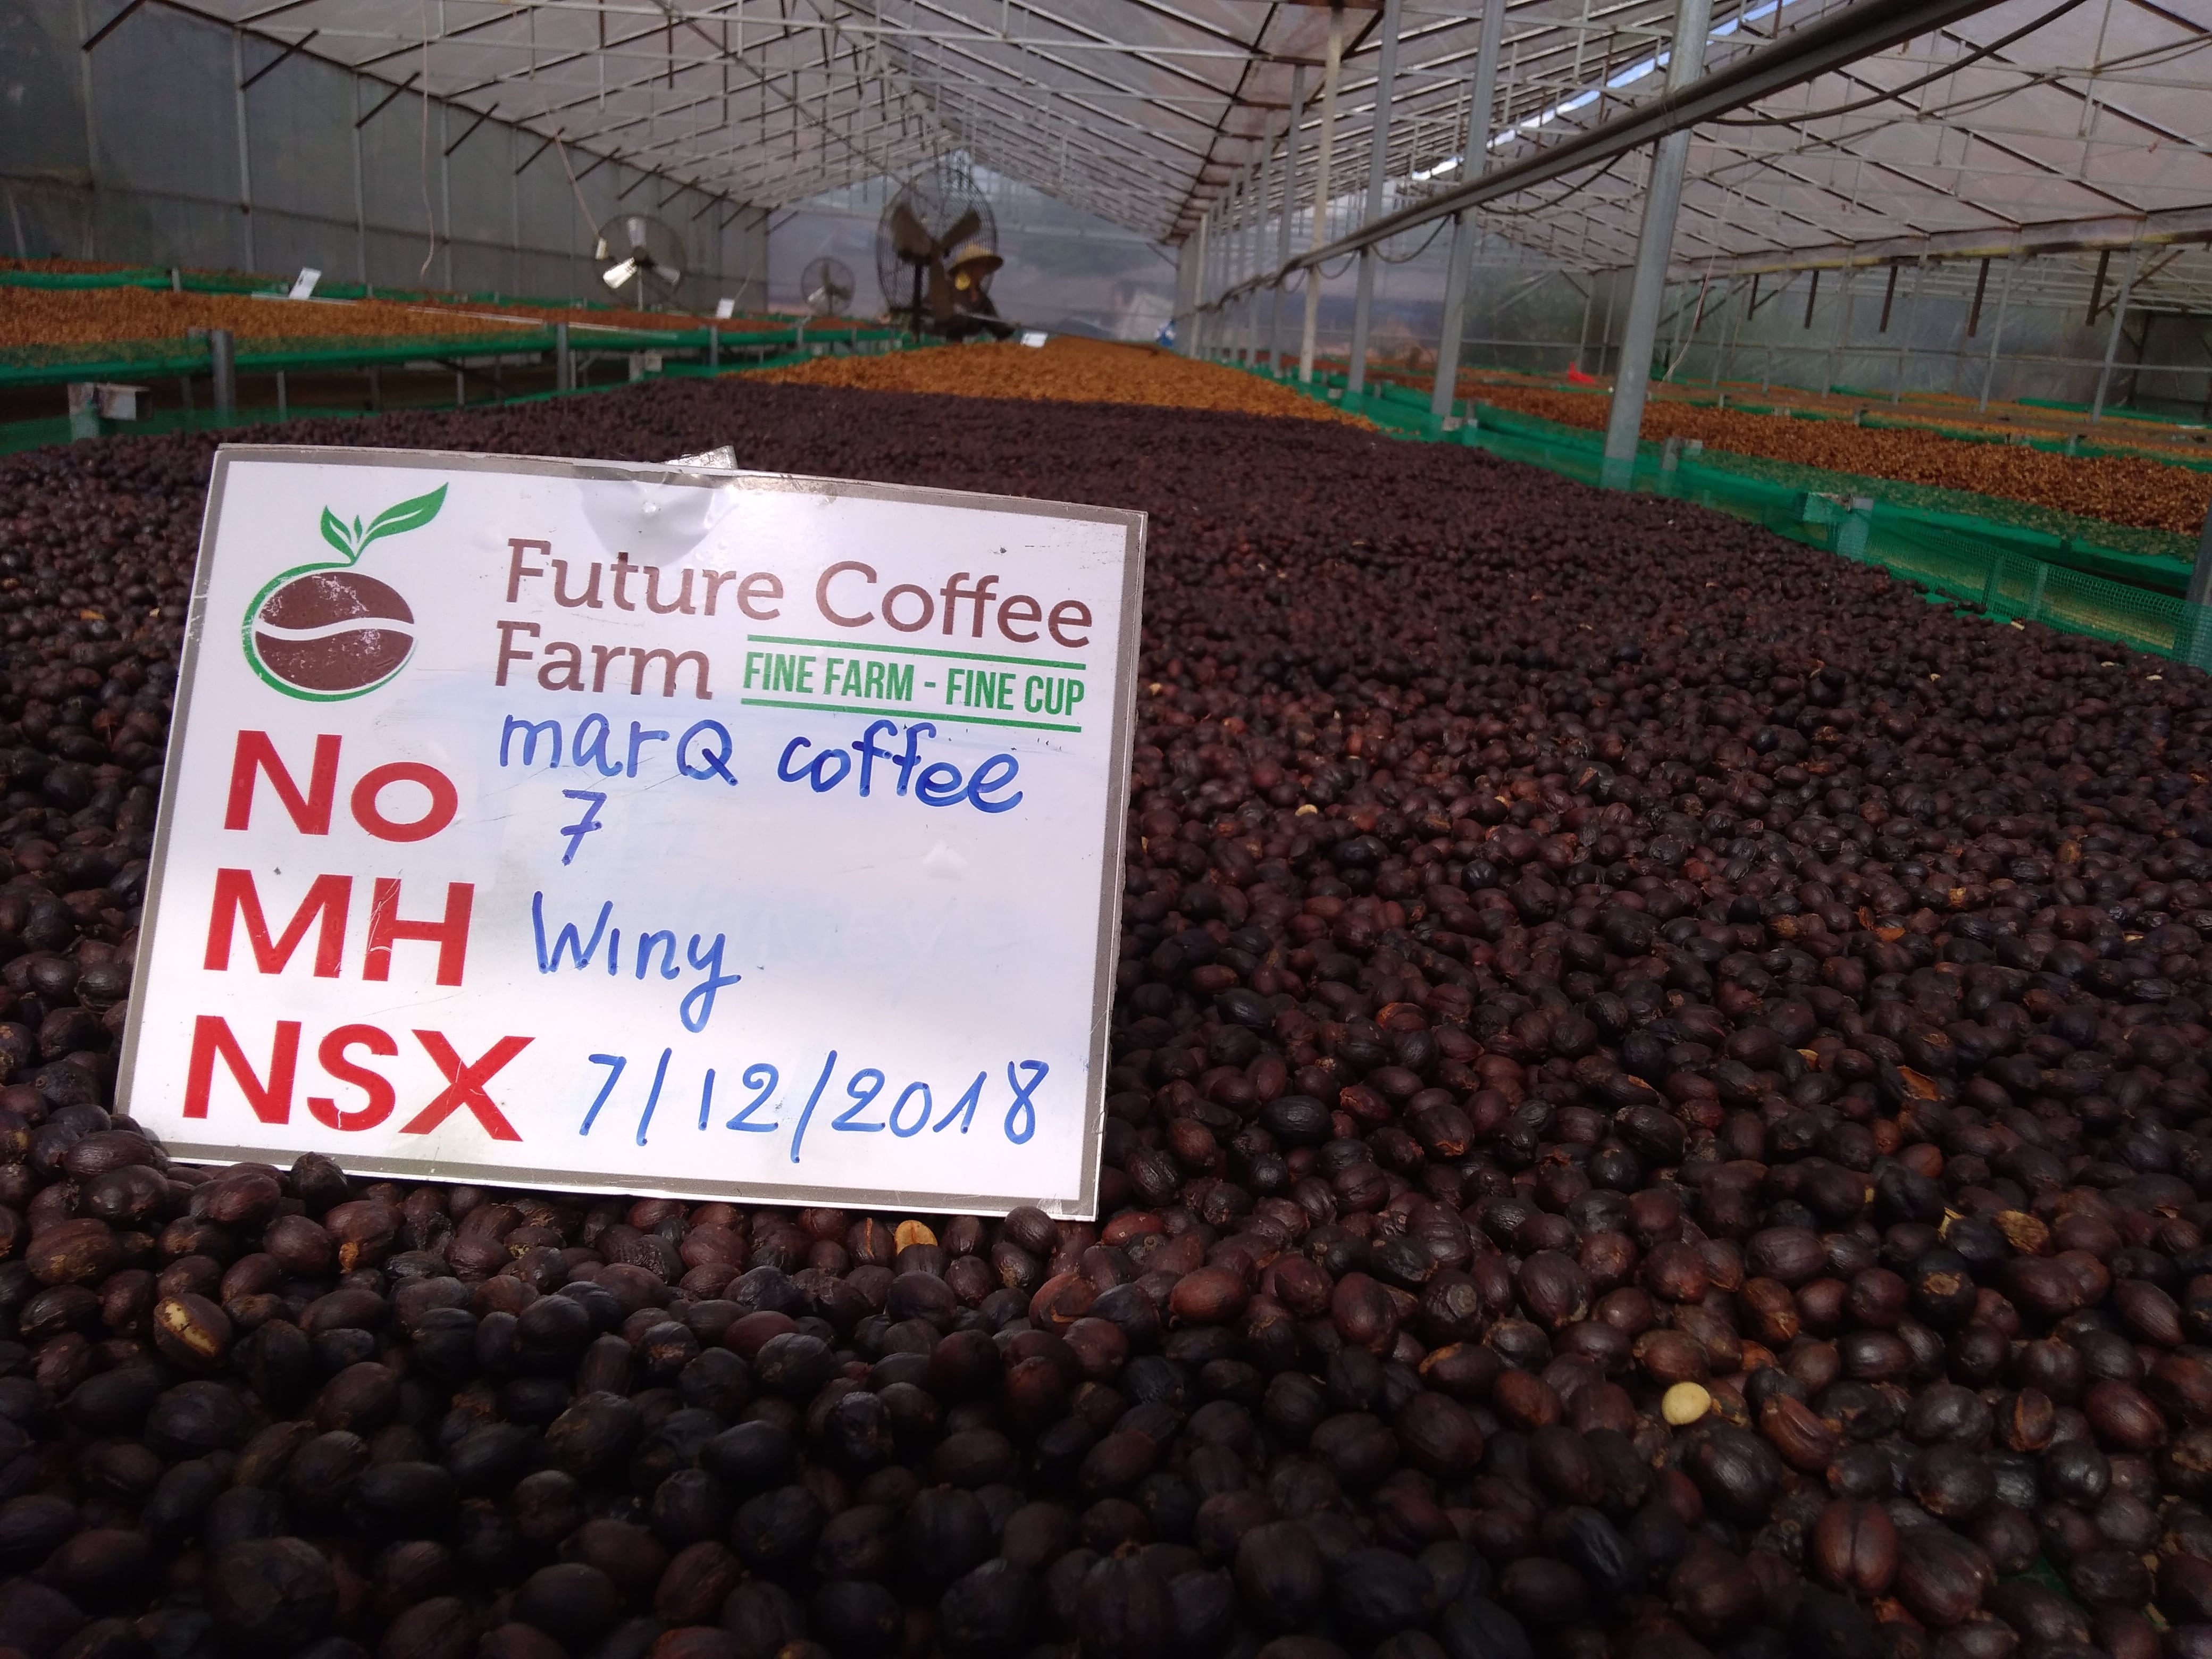 Future Coffee
Farm FINE FARM - FINE CUP
marQ coffee
No 7
MH Winy
NSX 7/12/2018